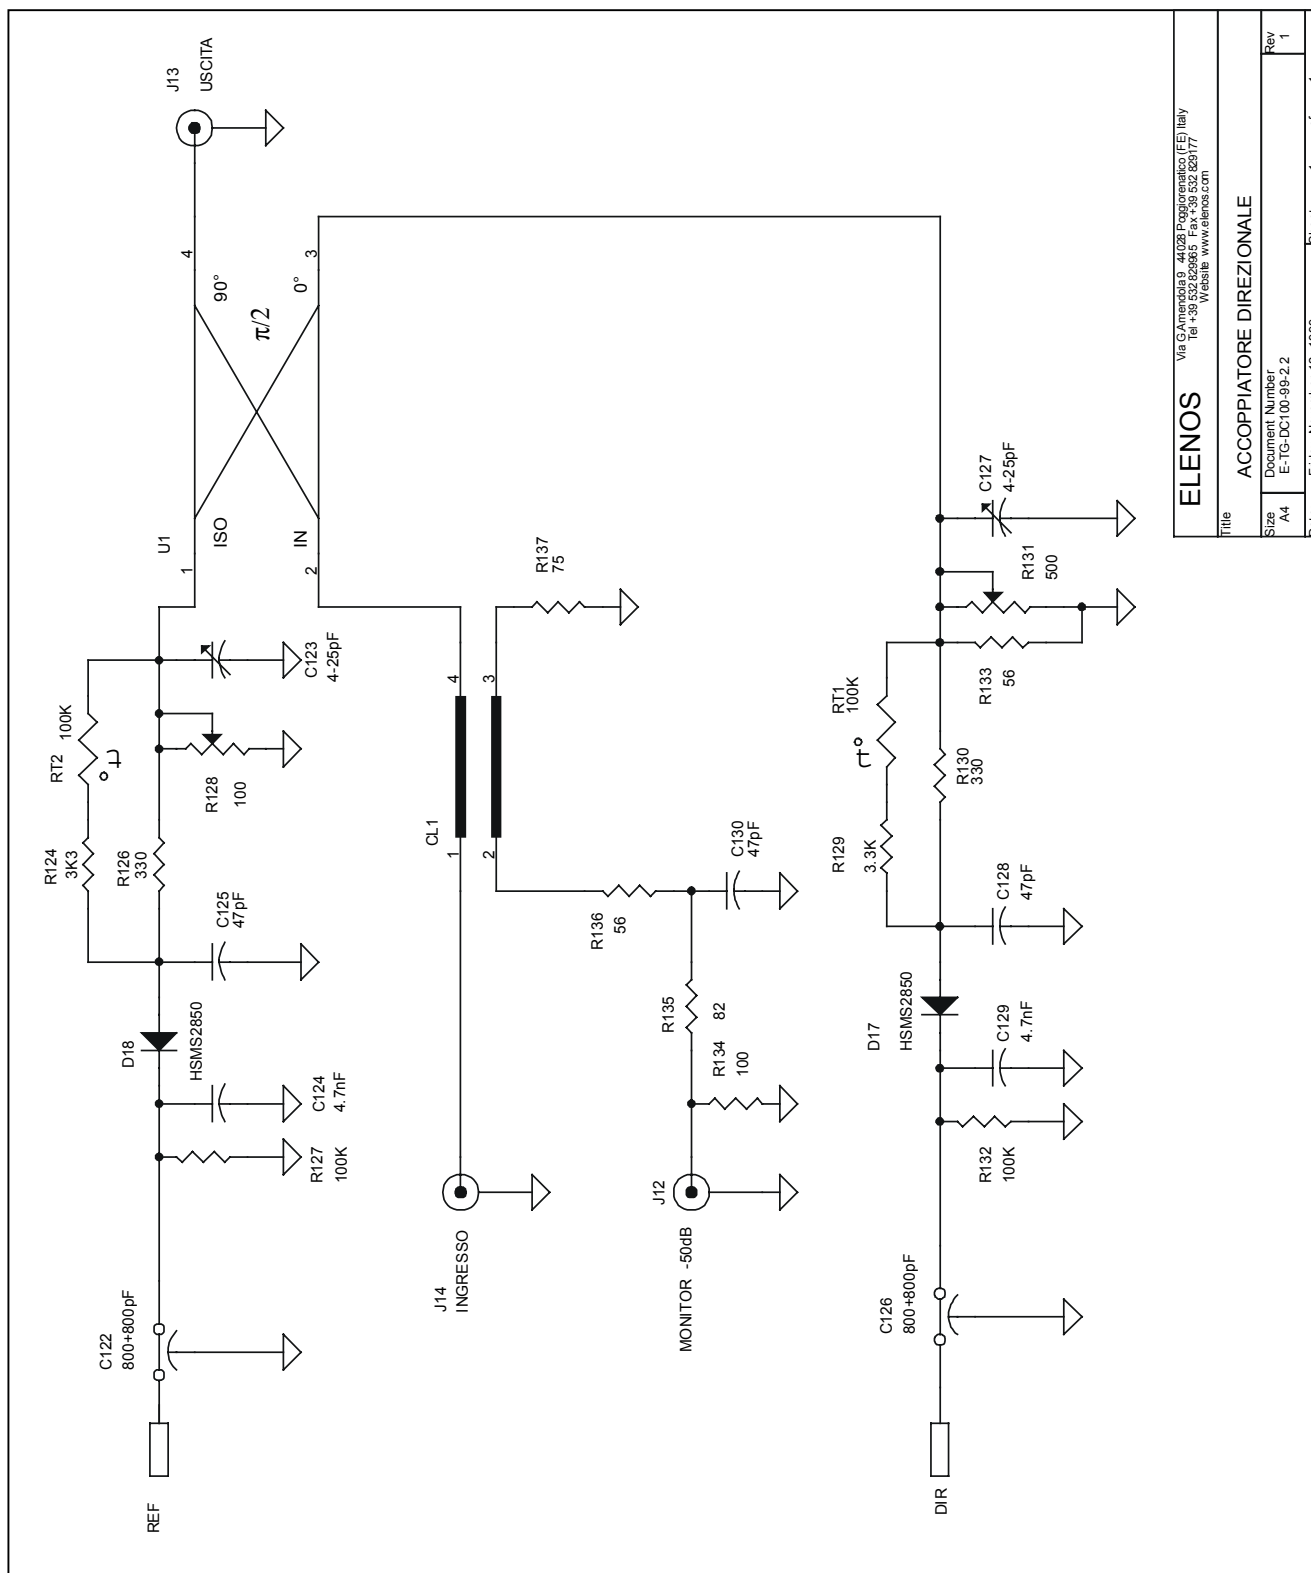 J13
USCITA
4
90°
π/2
3
0°
U1
1
ISO
IN
2
RT2
100K
t°
R124
3K3
R126
330
R128
100
C123
4-25pF
C125
47pF
D18
HSMS2850
C124
4.7nF
R127
100K
C122
800+800pF
REF
R137
75
CL1
4
3
1
2
R136
56
C130
47pF
R135
82
R134
100
J14
INGRESSO
J12
MONITOR -50dB
C127
4-25pF
R131
500
R133
56
RT1
100K
t°
R130
330
R129
3.3K
C128
47pF
D17
HSMS2850
C129
4.7nF
R132
100K
C126
800+800pF
DIR
ELENOS
Via G.Amendola 9 44028 Poggiorenatico (FE) Italy
Tel +39 532 829965 Fax +39 532 829177
Website www.elenos.com
Title
ACCOPPIATORE DIREZIONALE
Size
A4
Document Number
E-TG-DC100-99-2.2
Rev
1